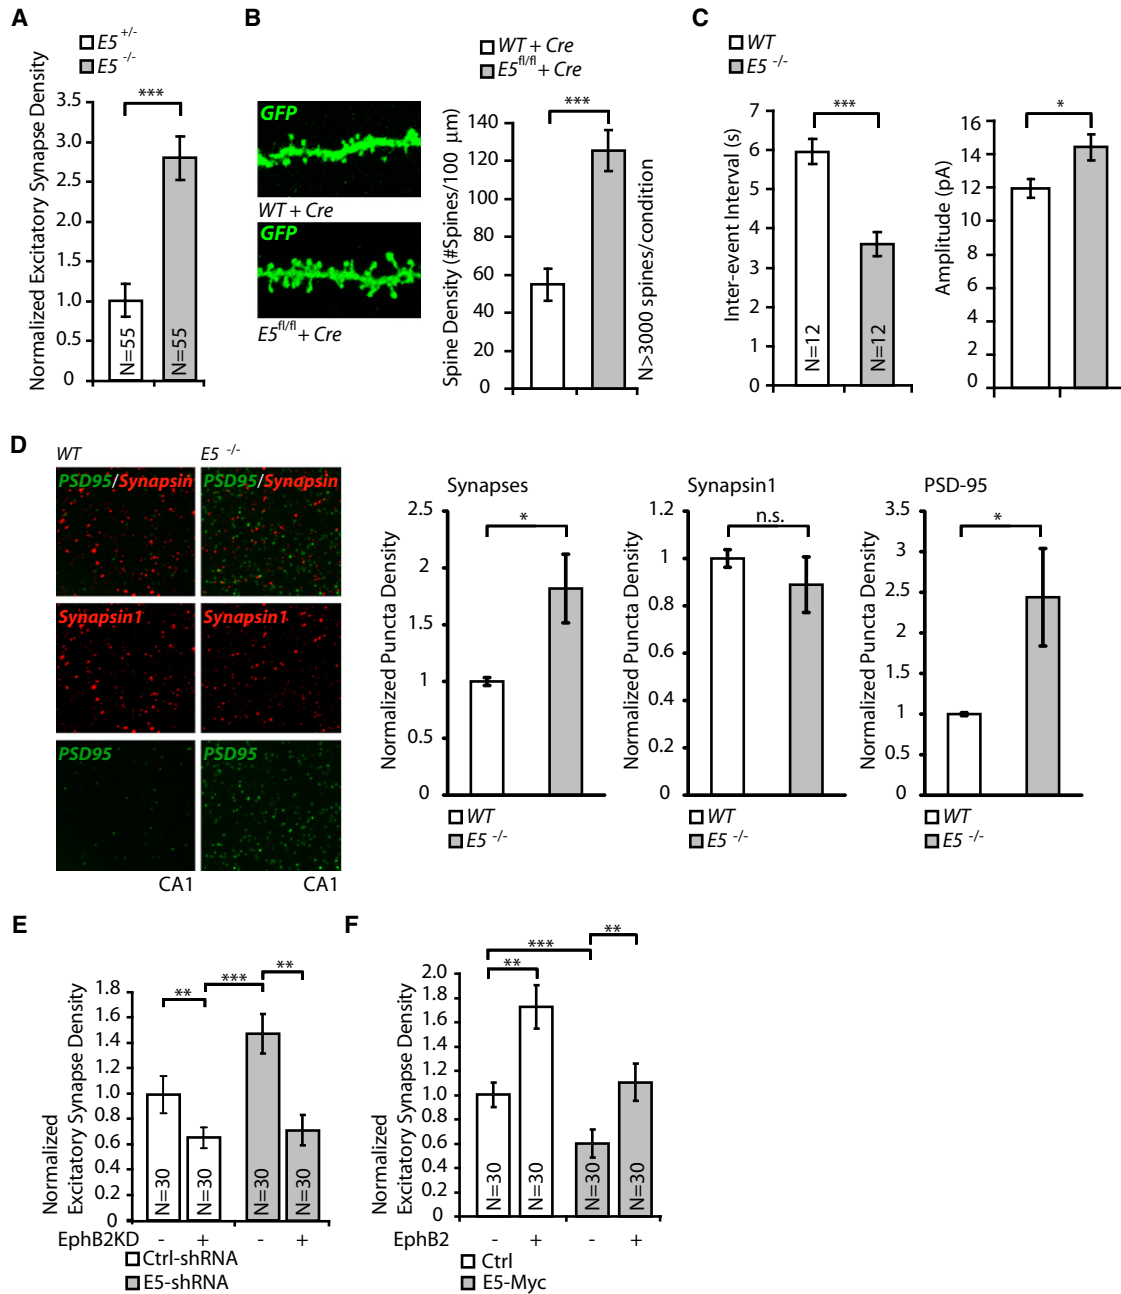 A
E5 +/-
E5 -/-
Normalized Excitatory Synapse Density
3.5
3.0
2.5
2.0
1.5
1.0
0.5
0
***
N=55
N=55
B
WT + Cre
E5fl/fl + Cre
GFP
WT + Cre
GFP
E5fl/fl + Cre
Spine Density (#Spines/100 µm)
140
120
100
80
60
40
20
0
***
N>3000 spines/condition
C
WT
E5 -/-
Inter-event Interval (s)
7
6
5
4
3
2
1
0
***
N=12
N=12
Amplitude (pA)
16
14
12
10
8
6
4
2
0
*
D
WT
E5 -/-
PSD95/Synapsin
PSD95/Synapsin
Synapsin1
Synapsin1
PSD95
PSD95
CA1
CA1
Synapses
Normalized Puncta Density
2.5
2
1.5
1
0.5
0
*
WT
E5 -/-
Synapsin1
Normalized Puncta Density
1.2
1
0.8
0.6
0.4
0.2
0
n.s.
WT
E5 -/-
PSD-95
Normalized Puncta Density
3.5
3
2.5
2
1.5
1
0.5
0
*
WT
E5 -/-
E
Normalized
Excitatory Synapse Density
1.8
1.6
1.4
1.2
1.0
0.8
0.6
0.4
0.2
0
**
***
**
N=30
N=30
N=30
N=30
EphB2KD - + - +
Ctrl-shRNA
E5-shRNA
F
Normalized
Excitatory Synapse Density
2.0
1.8
1.6
1.4
1.2
1.0
0.8
0.6
0.4
0.2
0
***
**
**
N=30
N=30
N=30
N=30
EphB2 - + - +
Ctrl
E5-Myc